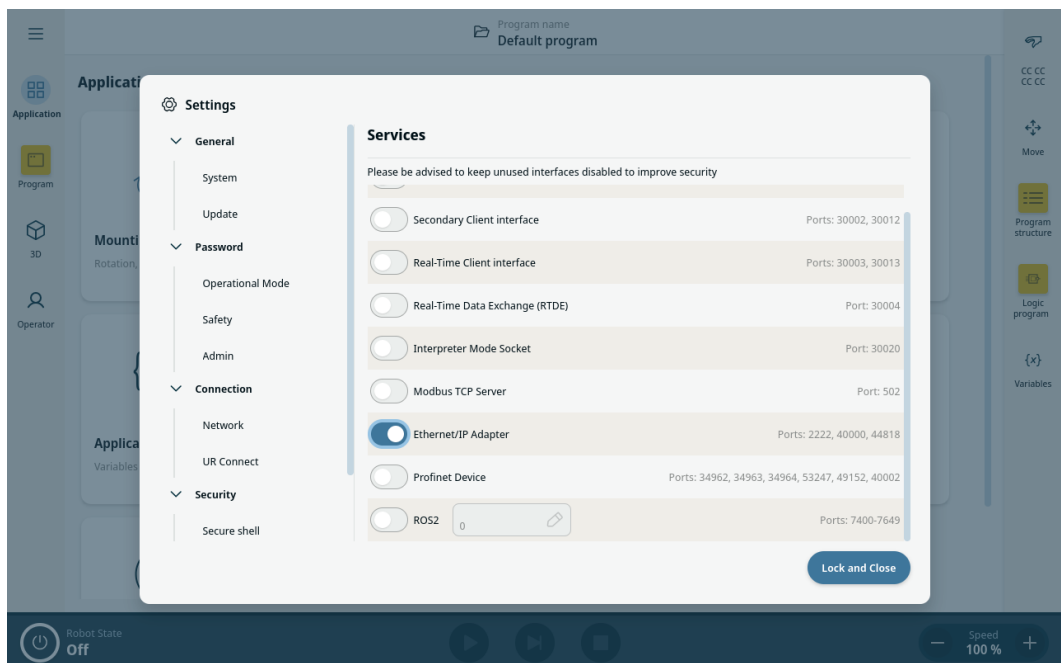 Program name
Default program
Application
Program
3D
Operator
Applicati
Mounti
Rotation,
Applica
Variables
Settings
General
System
Update
Password
Operational Mode
Safety
Admin
Connection
Network
UR Connect
Security
Secure shell
Services
Please be advised to keep unused interfaces disabled to improve security
Secondary Client interface Ports: 30002, 30012
Real-Time Client interface Ports: 30003, 30013
Real-Time Data Exchange (RTDE) Port: 30004
Interpreter Mode Socket Port: 30020
Modbus TCP Server Port: 502
Ethernet/IP Adapter Ports: 2222, 40000, 44818
Profinet Device Ports: 34962, 34963, 34964, 53247, 49152, 40002
ROS2 0 Ports: 7400-7649
Lock and Close
CC CC
CC CC
Move
Program
structure
Logic
program
{x}
Variables
Robot State
Off
Speed
100 %